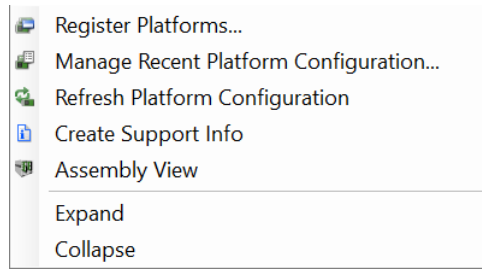 Register Platforms...
Manage Recent Platform Configuration...
Refresh Platform Configuration
Create Support Info
Assembly View
Expand
Collapse